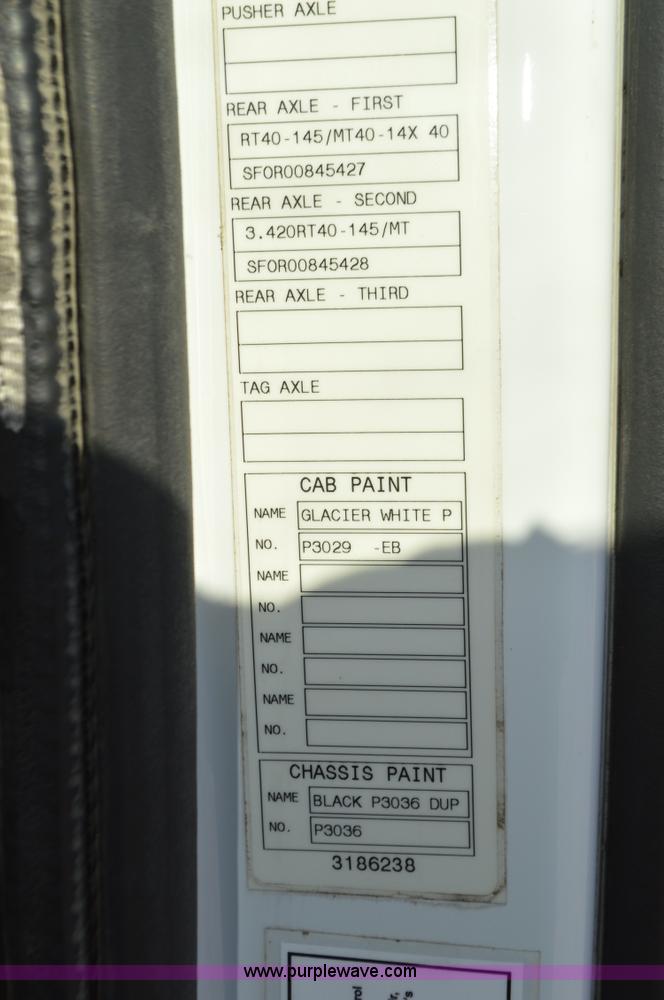 PUSHER AXLE
REAR AXLE - FIRST
RT40-145/MT40-14X 40
SFOR00845427
REAR AXLE - SECOND
3.420RT40-145/MT
SFOR00845428
REAR AXLE - THIRD
TAG AXLE
CAB PAINT
NAME GLACIER WHITE P
NO. P3029 -EB
NAME
NO.
NAME
NO.
NAME
NO.
CHASSIS PAINT
NAME BLACK P3036 DUP
NO. P3036
3186238
www.purplewave.com